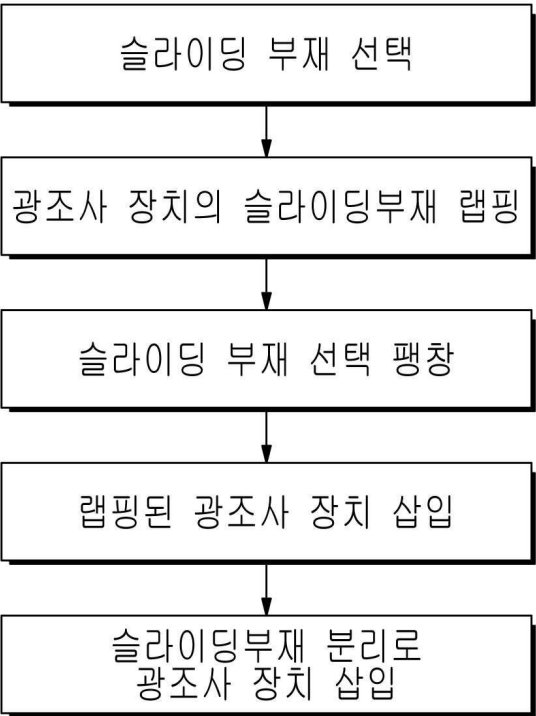 슬라이딩 부재 선택
광조사 장치의 슬라이딩부재 랩핑
슬라이딩 부재 선택 팽창
랩핑된 광조사 장치 삽입
슬라이딩부재 분리로
광조사 장치 삽입